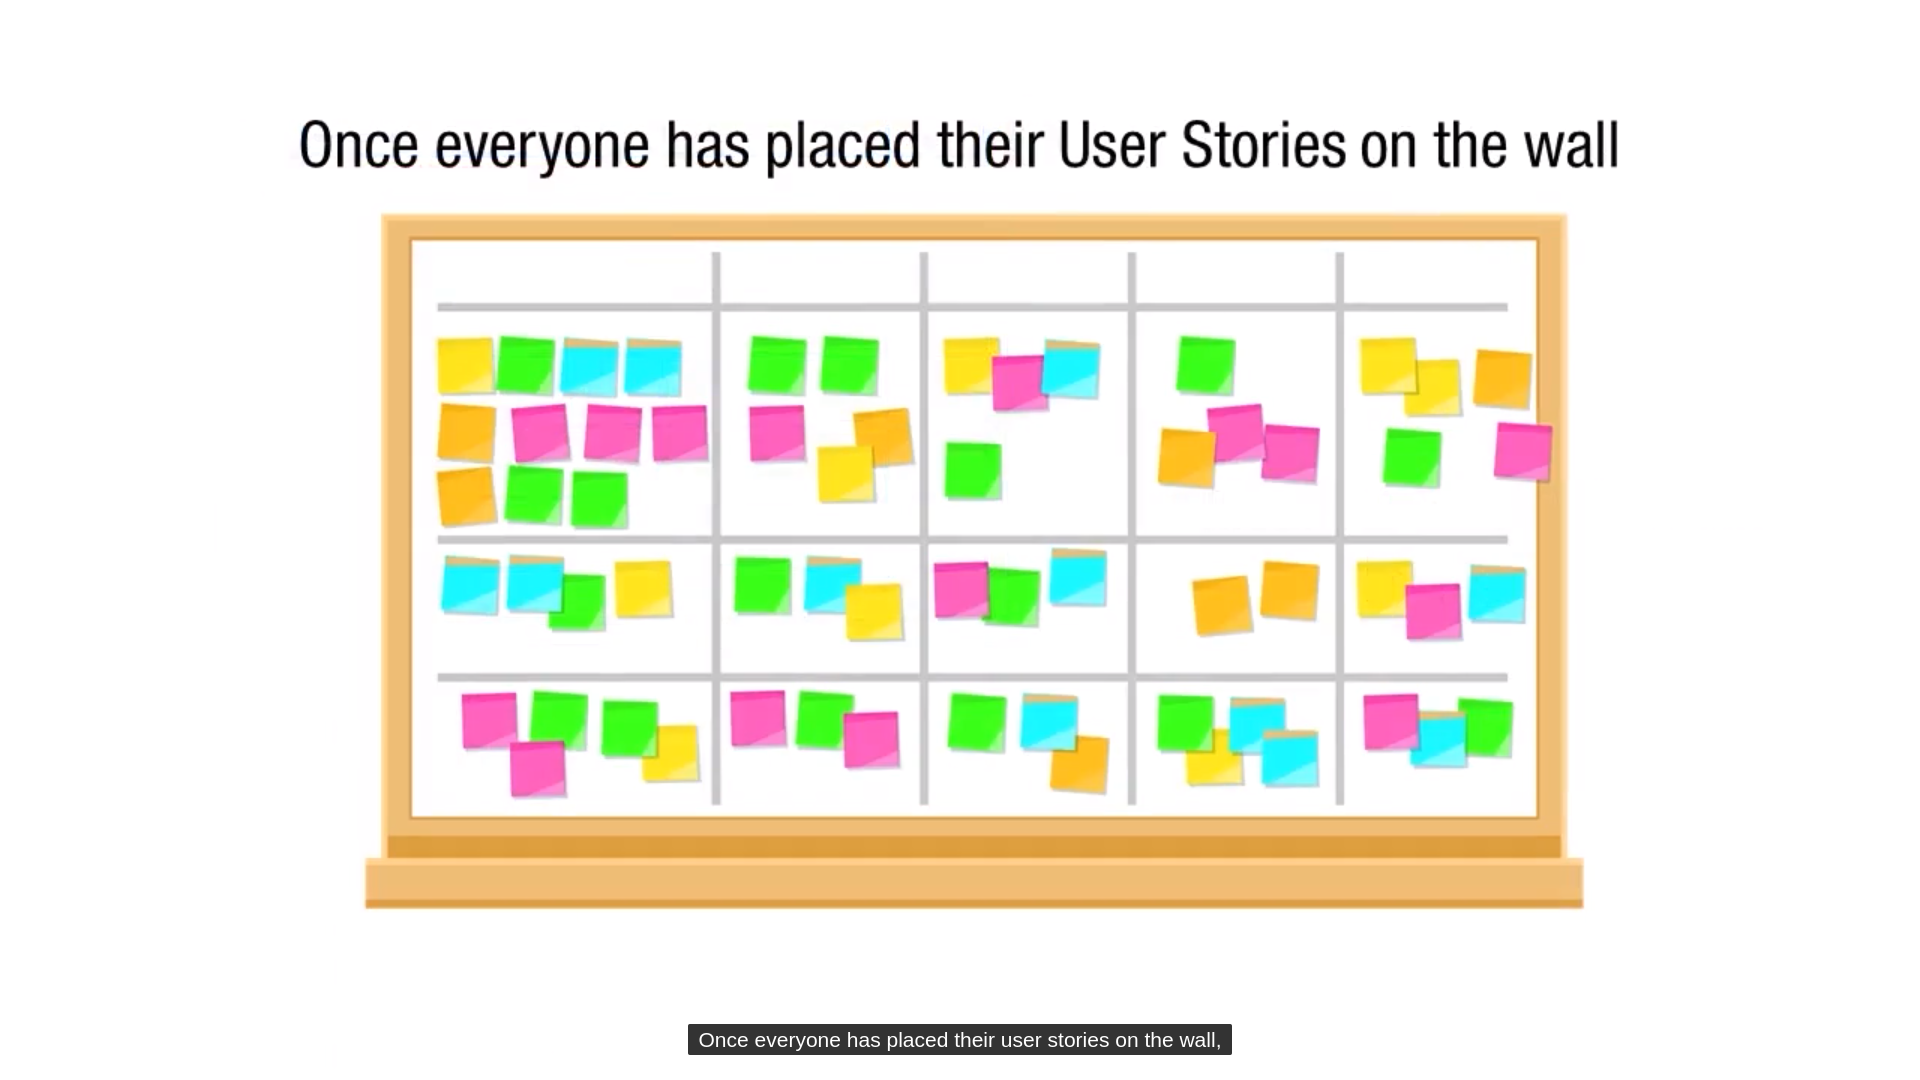 Once everyone has placed their User Stories on the wall
Once everyone has placed their user stories on the wall,